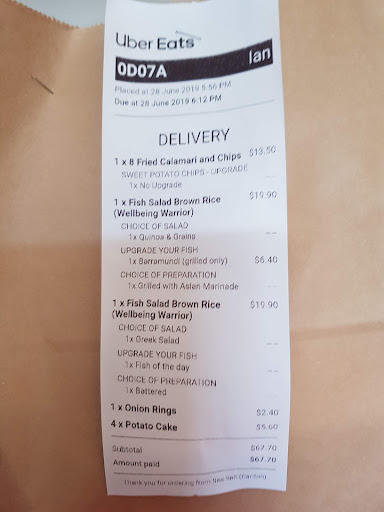 Uber Eats
0D07A Ian
Placed at 28 June 2019 5:56 PM
Due at 28 June 2019 6:12 PM
DELIVERY
1 x 8 Fried Calamari and Chips $13.50
SWEET POTATO CHIPS - UPGRADE
1x No Upgrade
1 x Fish Salad Brown Rice $19.90
(Wellbeing Warrior)
CHOICE OF SALAD
1x Quinoa & Grains
UPGRADE YOUR FISH
1x Barramundi (grilled only) $6.40
CHOICE OF PREPARATION
1x Grilled with Asian Marinade
1 x Fish Salad Brown Rice $19.90
(Wellbeing Warrior)
CHOICE OF SALAD
1x Greek Salad
UPGRADE YOUR FISH
1x Fish of the day
CHOICE OF PREPARATION
1x Battered
1 x Onion Rings $2.40
4 x Potato Cake $5.60
Subtotal $67.70
Amount paid $67.70
Thank you for ordering from